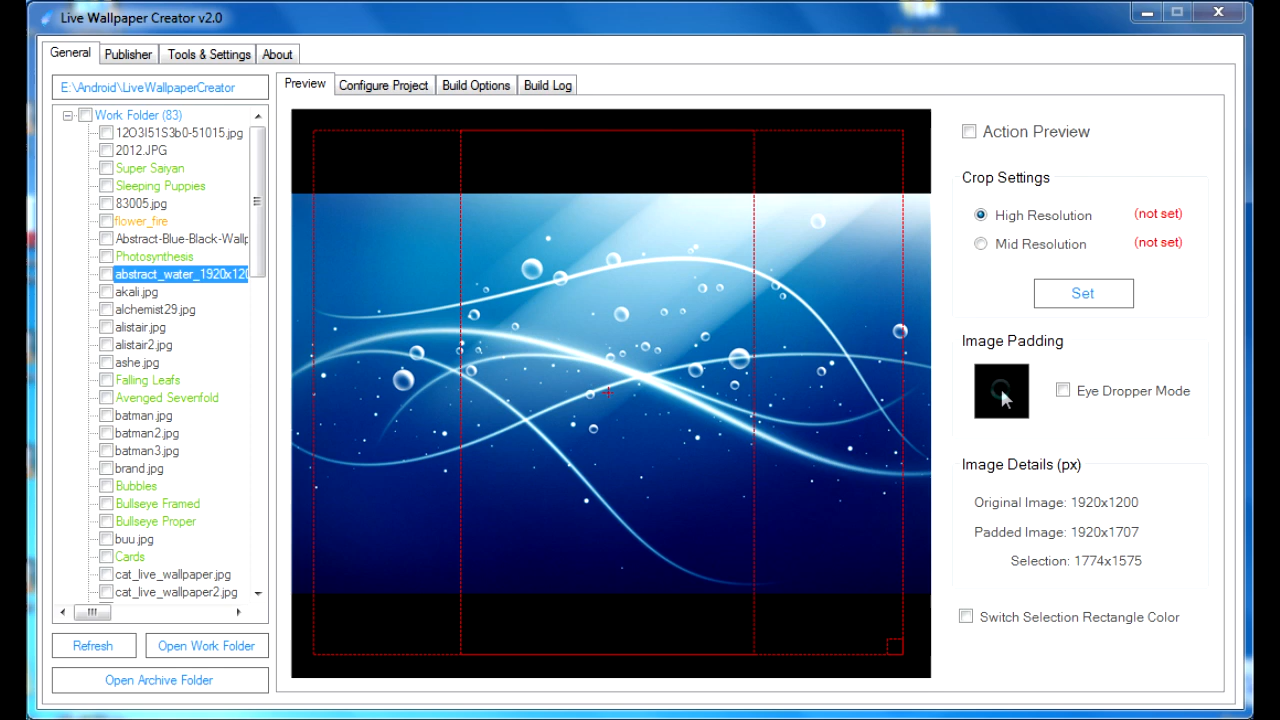 Live Wallpaper Creator v2.0
General
Publisher
Tools & Settings
About
E:\Android\LiveWallpaperCreator
Work Folder (83)
12O3I51S3b0-51015.jpg
2012.JPG
Super Saiyan
Sleeping Puppies
83005.jpg
flower_fire
Abstract-Blue-Black-Wallp
Photosynthesis
abstract_water_1920x120
akali.jpg
alchemist29.jpg
alistair.jpg
alistair2.jpg
ashe.jpg
Falling Leafs
Avenged Sevenfold
batman.jpg
batman2.jpg
batman3.jpg
brand.jpg
Bubbles
Bullseye Framed
Bullseye Proper
buu.jpg
Cards
cat_live_wallpaper.jpg
cat_live_wallpaper2.jpg
Refresh
Open Work Folder
Open Archive Folder
Preview
Configure Project
Build Options
Build Log
Action Preview
Crop Settings
High Resolution (not set)
Mid Resolution (not set)
Set
Image Padding
Eye Dropper Mode
Image Details (px)
Original Image: 1920x1200
Padded Image: 1920x1707
Selection: 1774x1575
Switch Selection Rectangle Color